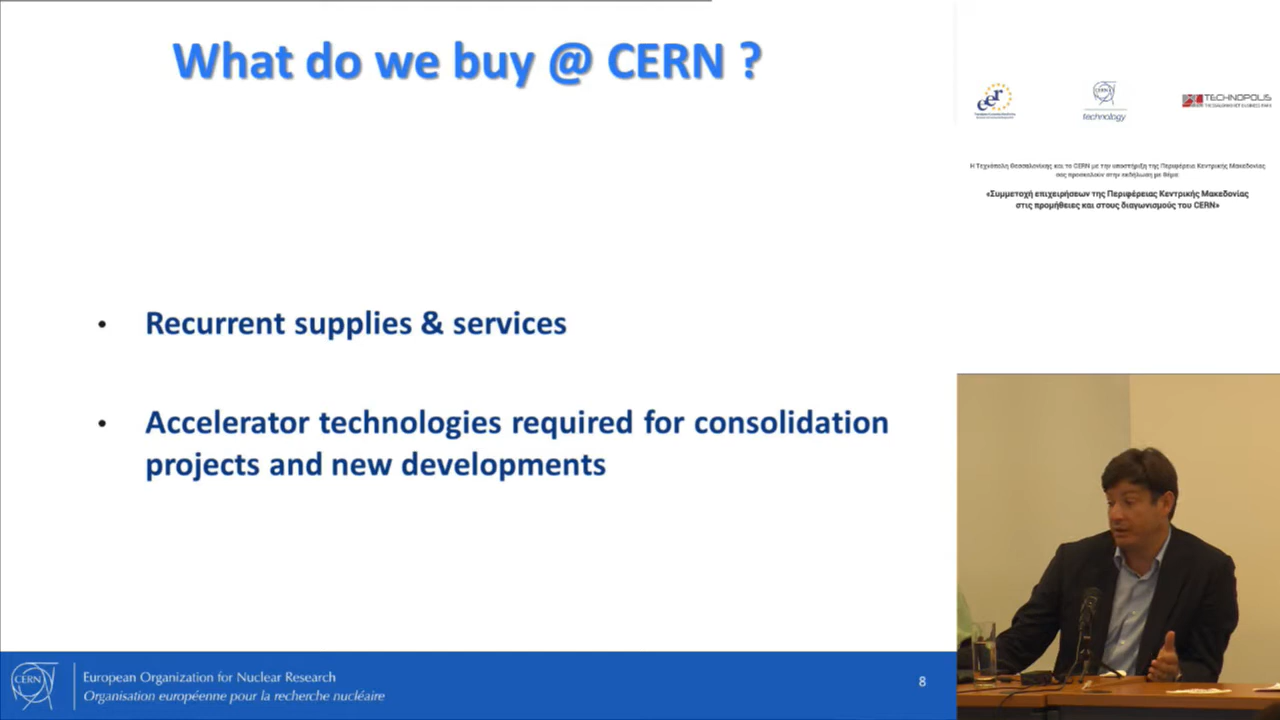 What do we buy @ CERN ?
• Recurrent supplies & services
• Accelerator technologies required for consolidation
projects and new developments
CERN
European Organization for Nuclear Research
Organisation européenne pour la recherche nucléaire
8
eer
CERN
technology
TECHNOPOLIS
Η Τεχνόπολη Θεσσαλονίκης και το CERN με την υποστήριξη της Περιφέρεια Κεντρικής Μακεδονίας
σας προσκαλούν στην εκδήλωση με θέμα:
«Συμμετοχή επιχειρήσεων της Περιφέρειας Κεντρικής Μακεδονίας
στις προμήθειες και στους διαγωνισμούς του CERN»